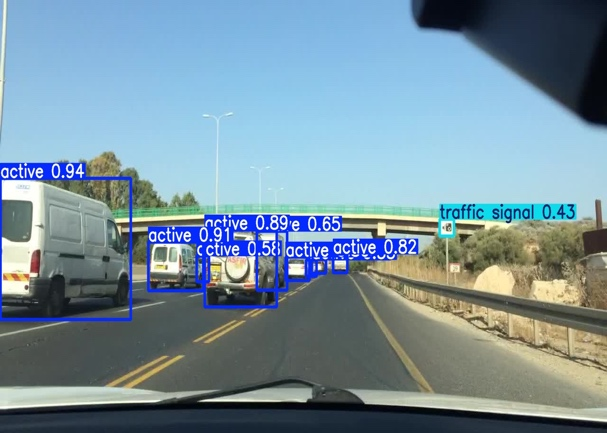 active 0.94
traffic signal 0.43
active 0.89
0.65
active 0.91
0.58
active
active 0.82